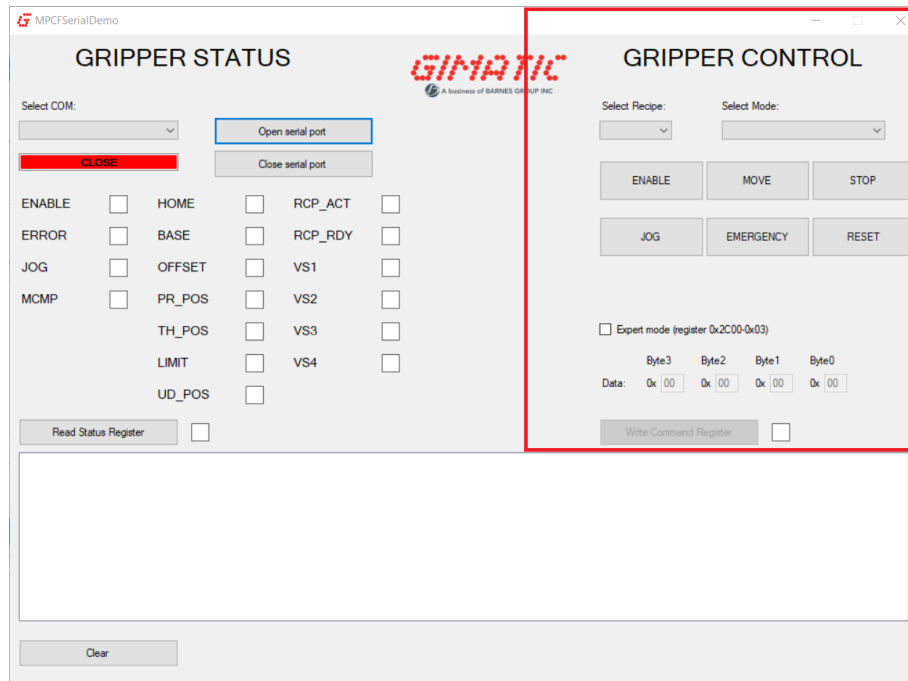 MPCFSerialDemo
GRIPPER STATUS
GIMATIC
A business of BARNES GROUP INC
GRIPPER CONTROL
Select COM:
Open serial port
CLOSE
Close serial port
Select Recipe:
Select Mode:
ENABLE
MOVE
STOP
JOG
EMERGENCY
RESET
ENABLE
HOME
RCP_ACT
ERROR
BASE
RCP_RDY
JOG
OFFSET
VS1
MCMP
PR_POS
VS2
TH_POS
VS3
LIMIT
VS4
UD_POS
Expert mode (register 0x2C00-0x03)
Byte3 Byte2 Byte1 Byte0
Data: 0x 00 0x 00 0x 00 0x 00
Read Status Register
Write Command Register
Clear